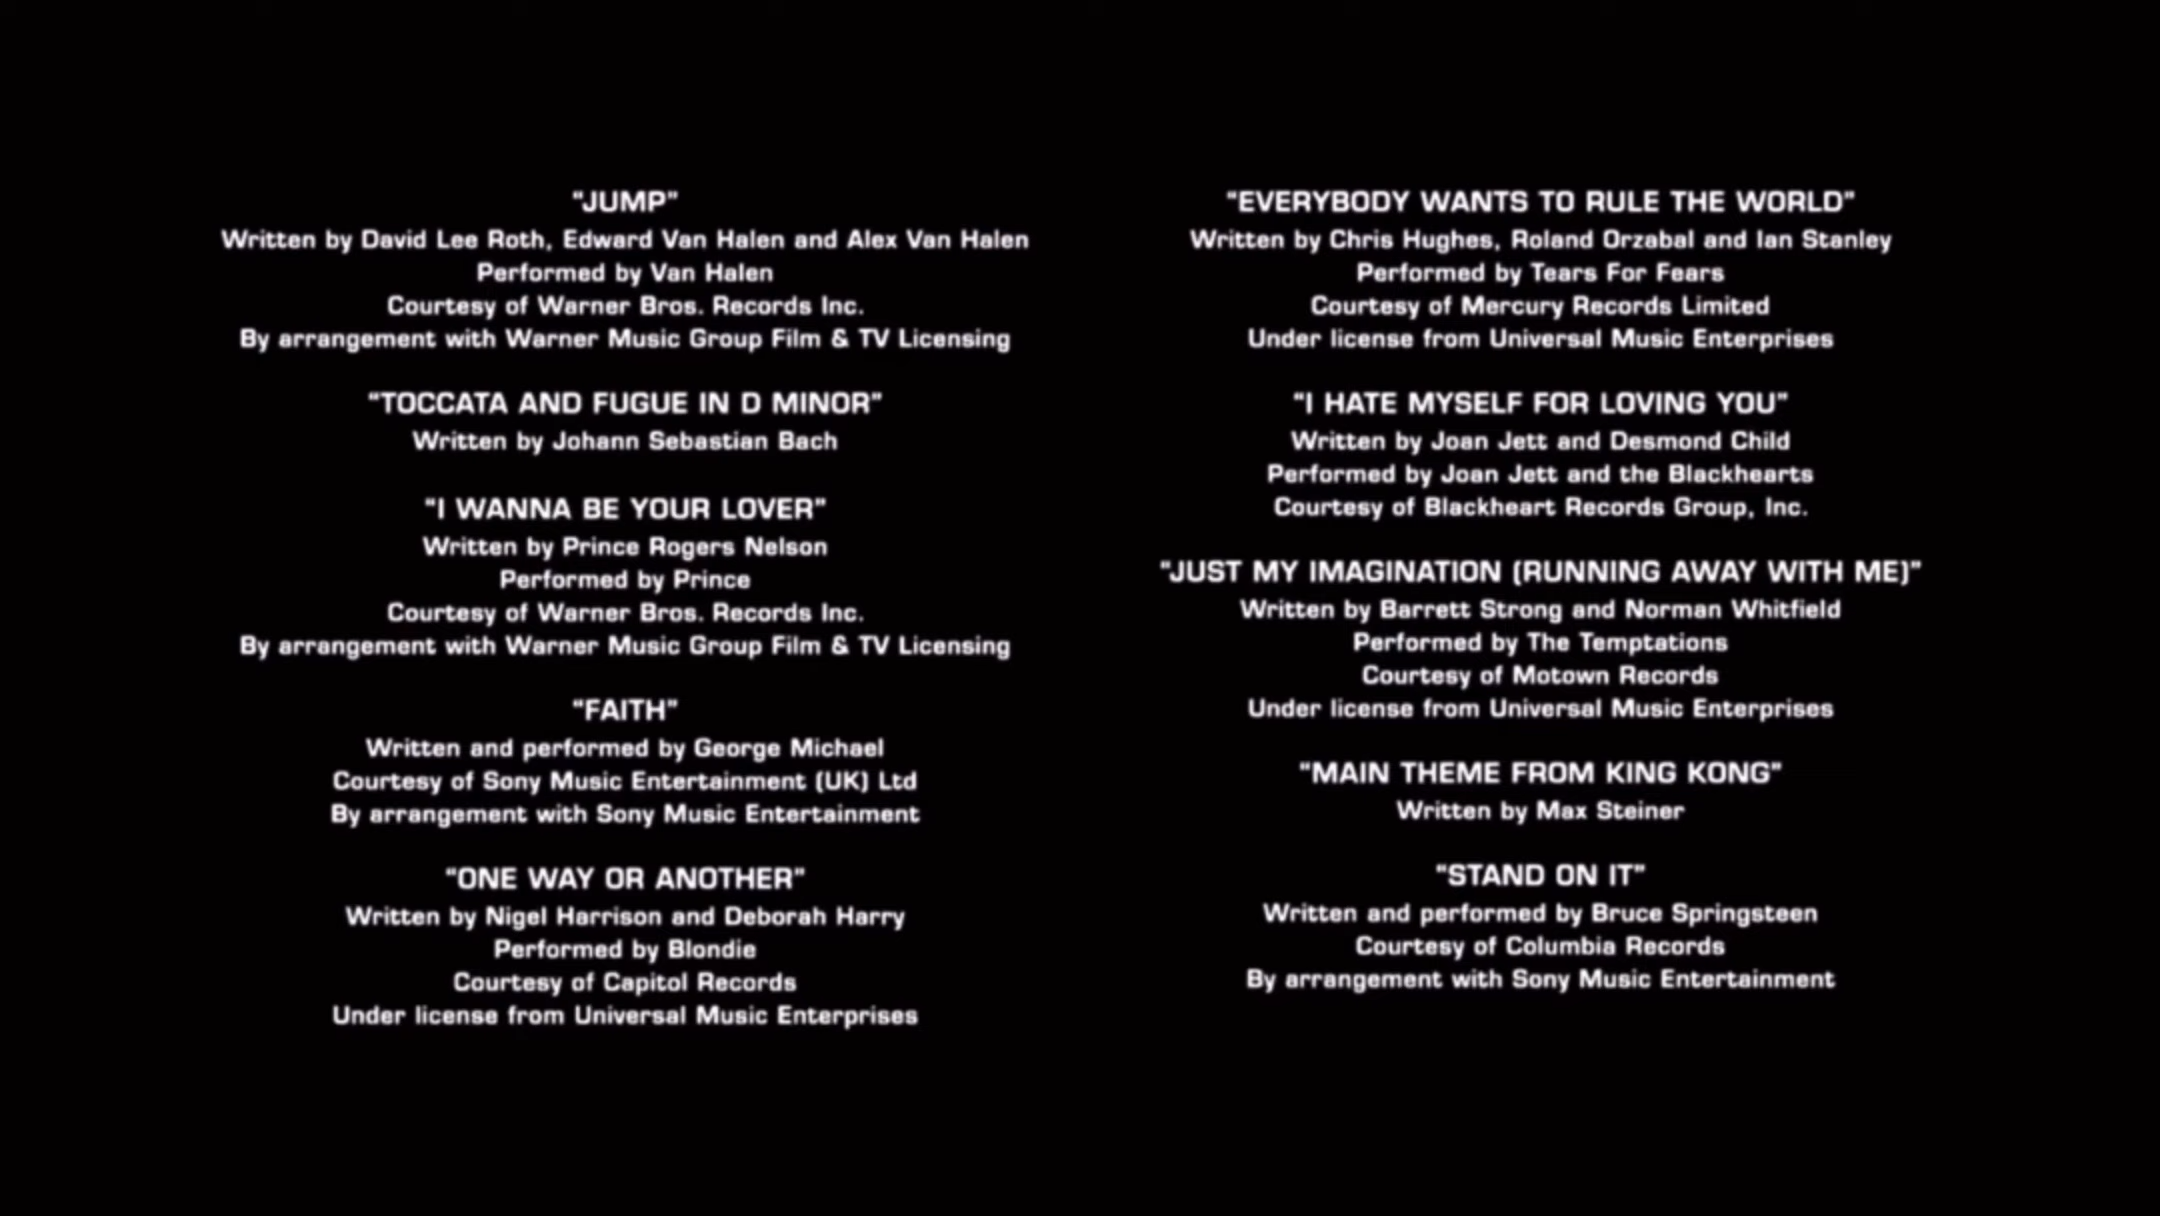 "JUMP"
Written by David Lee Roth, Edward Van Halen and Alex Van Halen
Performed by Van Halen
Courtesy of Warner Bros. Records Inc.
By arrangement with Warner Music Group Film & TV Licensing
"TOCCATA AND FUGUE IN D MINOR"
Written by Johann Sebastian Bach
"I WANNA BE YOUR LOVER"
Written by Prince Rogers Nelson
Performed by Prince
Courtesy of Warner Bros. Records Inc.
By arrangement with Warner Music Group Film & TV Licensing
"FAITH"
Written and performed by George Michael
Courtesy of Sony Music Entertainment (UK) Ltd
By arrangement with Sony Music Entertainment
"ONE WAY OR ANOTHER"
Written by Nigel Harrison and Deborah Harry
Performed by Blondie
Courtesy of Capitol Records
Under license from Universal Music Enterprises
"EVERYBODY WANTS TO RULE THE WORLD"
Written by Chris Hughes, Roland Orzabal and Ian Stanley
Performed by Tears For Fears
Courtesy of Mercury Records Limited
Under license from Universal Music Enterprises
"I HATE MYSELF FOR LOVING YOU"
Written by Joan Jett and Desmond Child
Performed by Joan Jett and the Blackhearts
Courtesy of Blackheart Records Group, Inc.
"JUST MY IMAGINATION (RUNNING AWAY WITH ME)"
Written by Barrett Strong and Norman Whitfield
Performed by The Temptations
Courtesy of Motown Records
Under license from Universal Music Enterprises
"MAIN THEME FROM KING KONG"
Written by Max Steiner
"STAND ON IT"
Written and performed by Bruce Springsteen
Courtesy of Columbia Records
By arrangement with Sony Music Entertainment